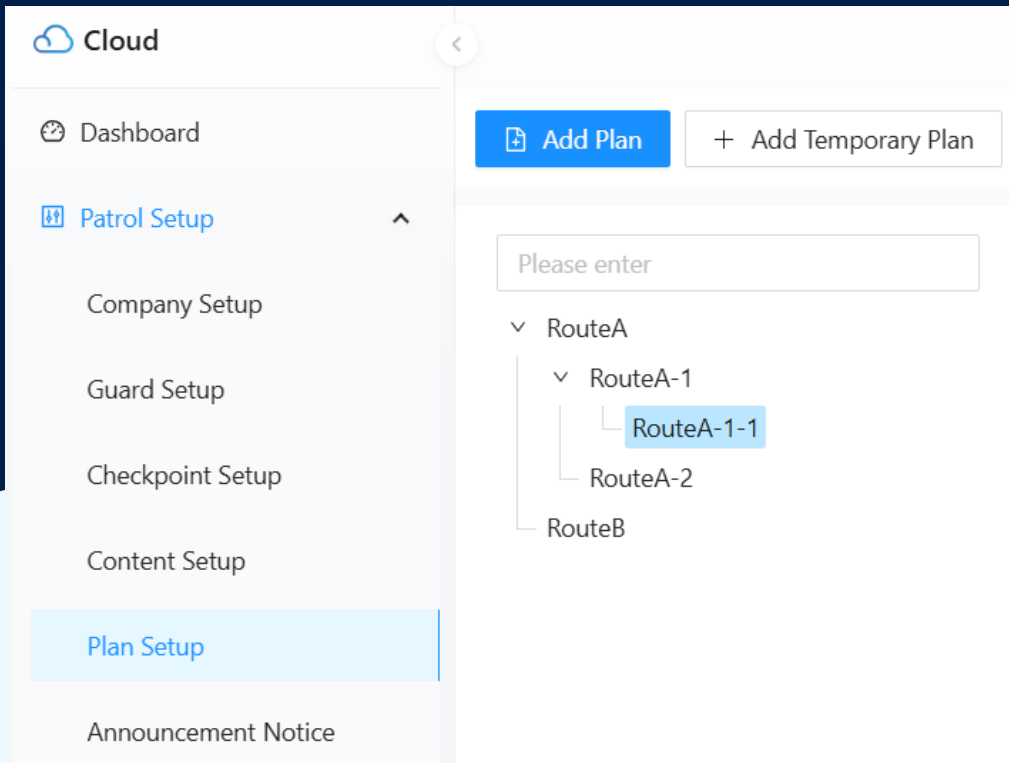 Cloud
Dashboard
Patrol Setup
Company Setup
Guard Setup
Checkpoint Setup
Content Setup
Plan Setup
Announcement Notice
Add Plan
+ Add Temporary Plan
Please enter
RouteA
RouteA-1
RouteA-1-1
RouteA-2
RouteB